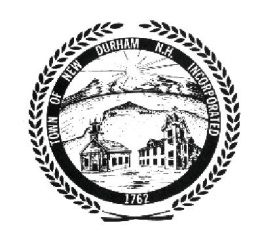 TOWN OF NEW DURHAM N.H. INCORPORATED
1762